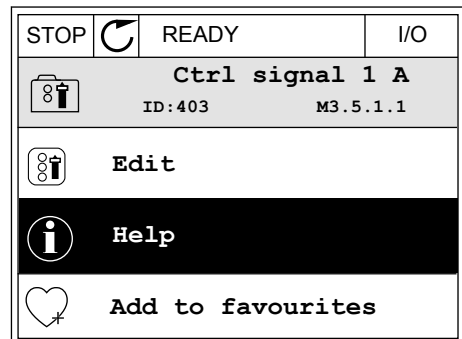 STOP READY I/O
Ctrl signal 1 A
ID:403 M3.5.1.1
Edit
Help
Add to favourites